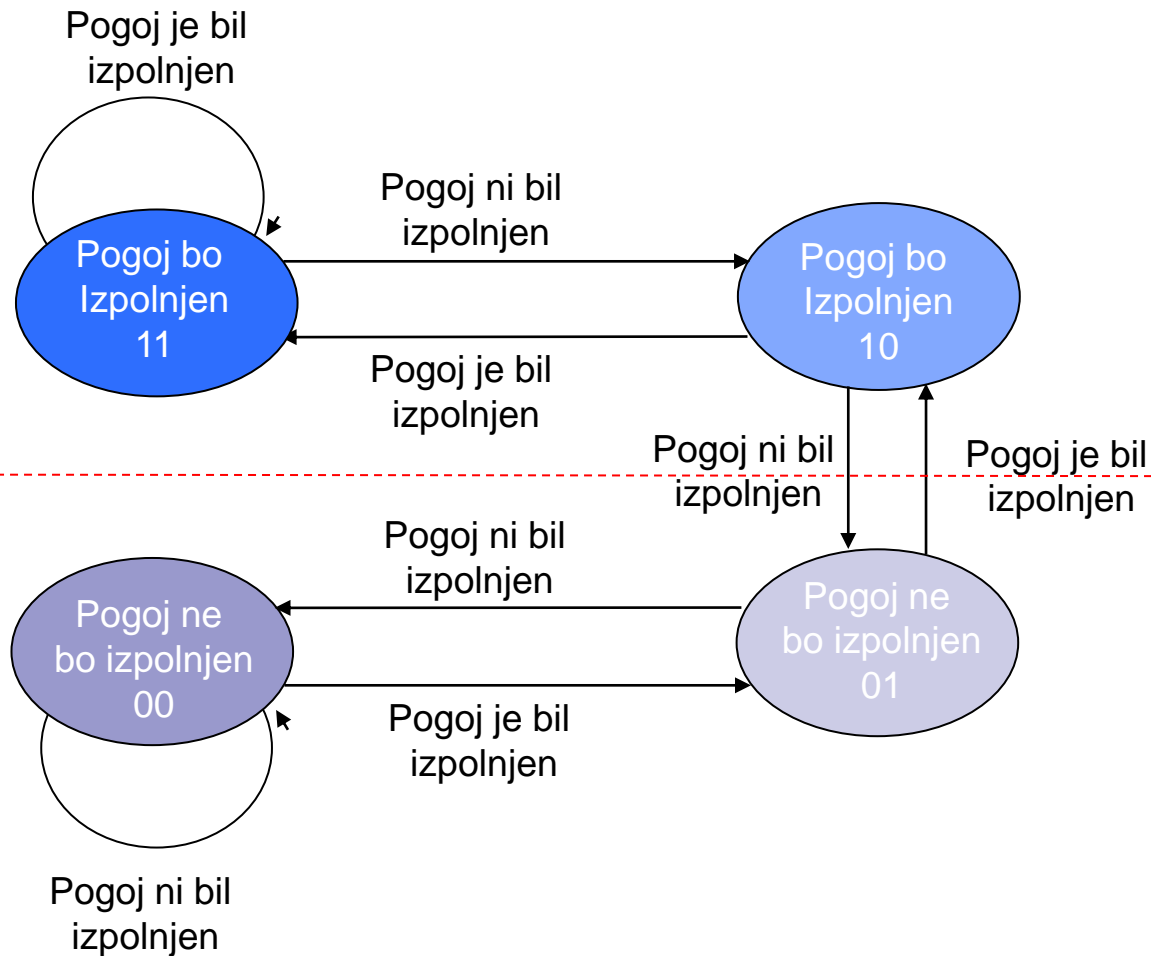 Pogoj je bil
izpolnjen
Pogoj ni bil
izpolnjen
Pogoj bo
Izpolnjen
11
Pogoj bo
Izpolnjen
10
Pogoj je bil
izpolnjen
Pogoj ni bil
izpolnjen
Pogoj je bil
izpolnjen
Pogoj ni bil
izpolnjen
Pogoj ne
bo izpolnjen
00
Pogoj ne
bo izpolnjen
01
Pogoj je bil
izpolnjen
Pogoj ni bil
izpolnjen